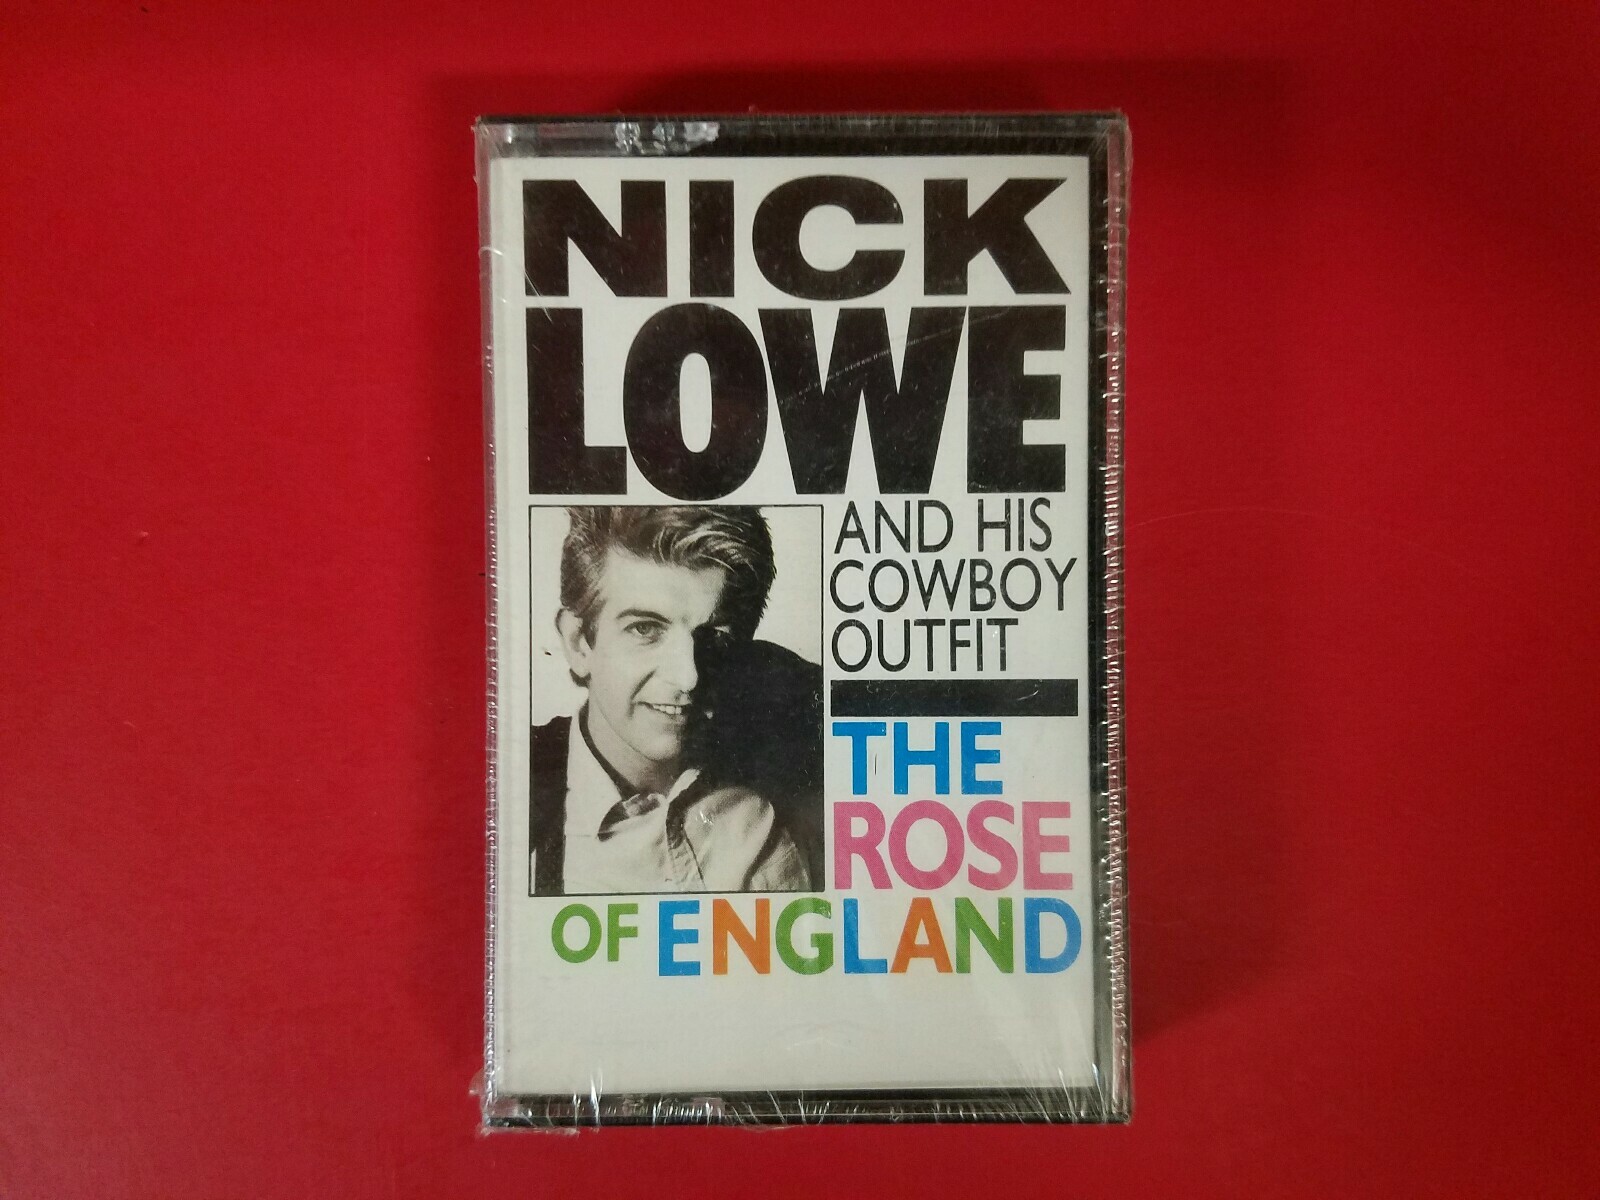 NICK
LOWE
AND HIS
COWBOY
OUTFIT
THE
ROSE
OF ENGLAND